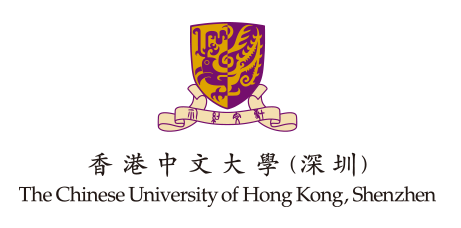 香港中文大學(深圳)
The Chinese University of Hong Kong, Shenzhen